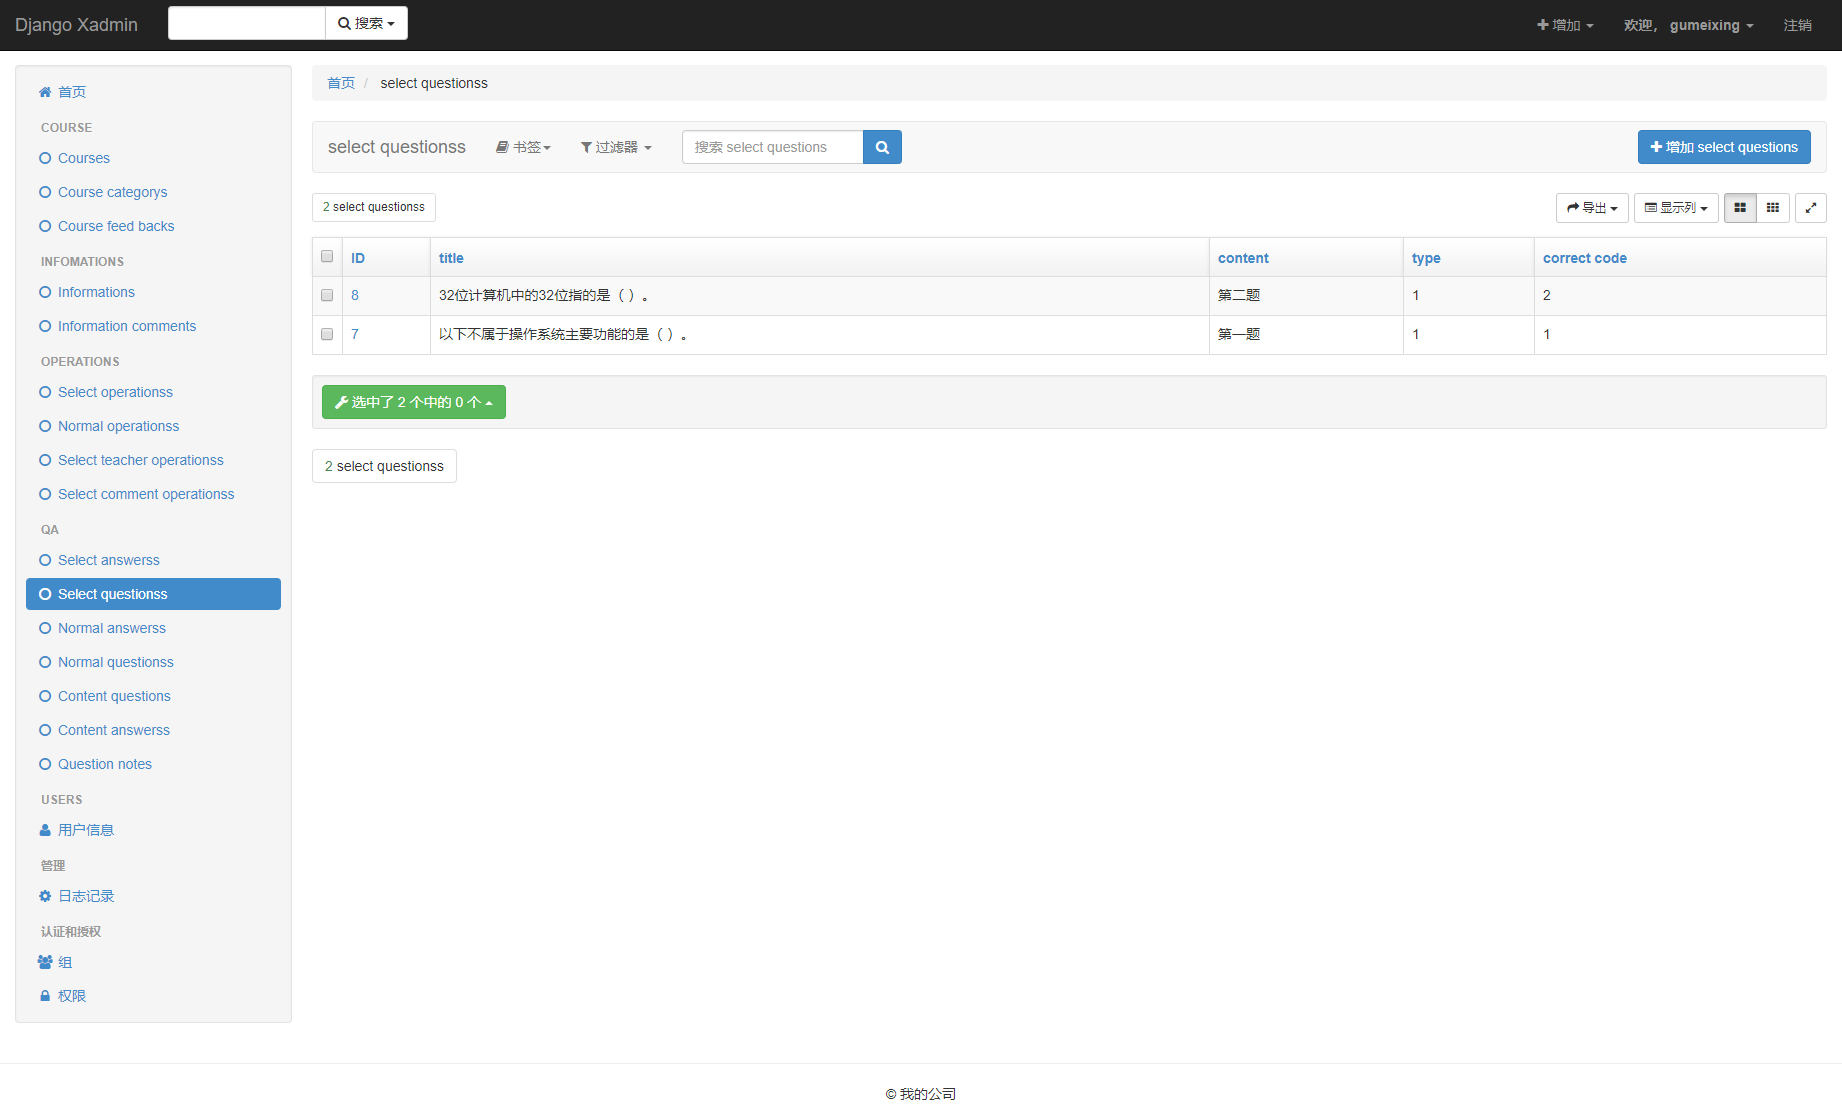 Django Xadmin
搜索
增加
欢迎， gumeixing
注销
首页
COURSE
Courses
Course categorys
Course feed backs
INFOMATIONS
Informations
Information comments
OPERATIONS
Select operationss
Normal operationss
Select teacher operationss
Select comment operationss
QA
Select answerss
Select questionss
Normal answerss
Normal questionss
Content questions
Content answerss
Question notes
USERS
用户信息
管理
日志记录
认证和授权
组
权限
首页 / select questionss
select questionss
书签
过滤器
搜索 select questions
增加 select questions
2 select questionss
导出
显示列
ID title content type correct code
8 32位计算机中的32位指的是（ ）。 第二题 1 2
7 以下不属于操作系统主要功能的是（ ）。 第一题 1 1
选中了 2 个中的 0 个
2 select questionss
© 我的公司